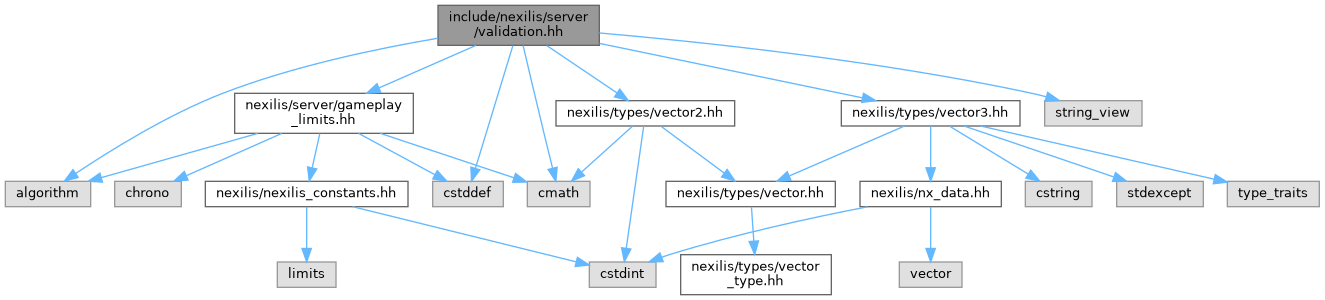 include/nexilis/server
/validation.hh
nexilis/server/gameplay
_limits.hh
nexilis/types/vector2.hh
nexilis/types/vector3.hh
string_view
algorithm
chrono
nexilis/nexilis_constants.hh
cstddef
cmath
nexilis/types/vector.hh
nexilis/nx_data.hh
cstring
stdexcept
type_traits
limits
cstdint
nexilis/types/vector
_type.hh
vector